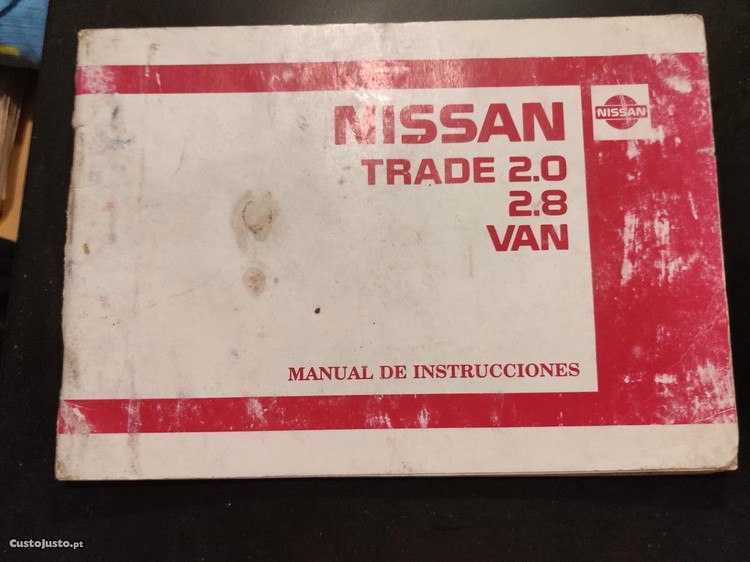 NISSAN
NISSAN
TRADE 2.0
2.8
VAN
MANUAL DE INSTRUCCIONES
CustoJusto.pt